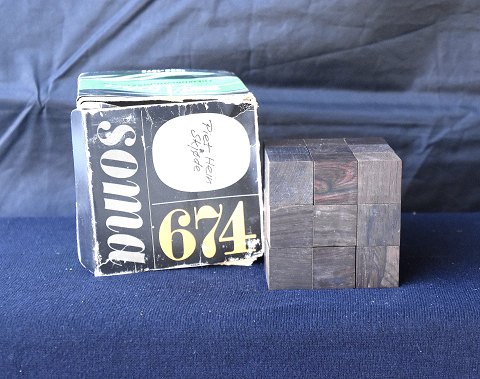 soma
Piet Hein
Skjøde
674